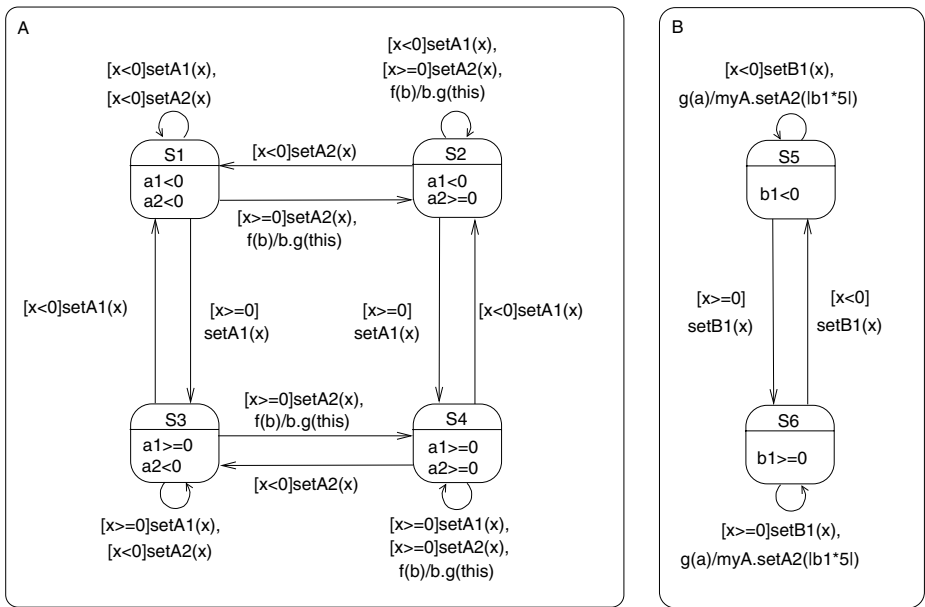 A
[x<0]setA1(x),
[x<0]setA2(x)
[x<0]setA1(x),
[x>=0]setA2(x),
f(b)/b.g(this)
S1
a1<0
a2<0
[x<0]setA2(x)
[x>=0]setA2(x),
f(b)/b.g(this)
S2
a1<0
a2>=0
[x<0]setA1(x)
[x>=0]
setA1(x)
[x>=0]
setA1(x)
[x<0]setA1(x)
S3
a1>=0
a2<0
[x>=0]setA2(x),
f(b)/b.g(this)
[x<0]setA2(x)
S4
a1>=0
a2>=0
[x>=0]setA1(x),
[x<0]setA2(x)
[x>=0]setA1(x),
[x>=0]setA2(x),
f(b)/b.g(this)
B
[x<0]setB1(x),
g(a)/myA.setA2(|b1*5|)
S5
b1<0
[x>=0]
setB1(x)
[x<0]
setB1(x)
S6
b1>=0
[x>=0]setB1(x),
g(a)/myA.setA2(|b1*5|)